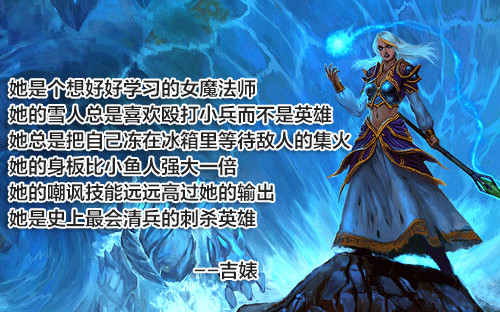 她是个想好好学习的女魔法师
她的雪人总是喜欢殴打小兵而不是英雄
她总是把自己冻在冰箱里等待敌人的集火
她的身板比小鱼人强大一倍
她的嘲讽技能远远高过她的输出
她是史上最会清兵的刺杀英雄
--吉婊